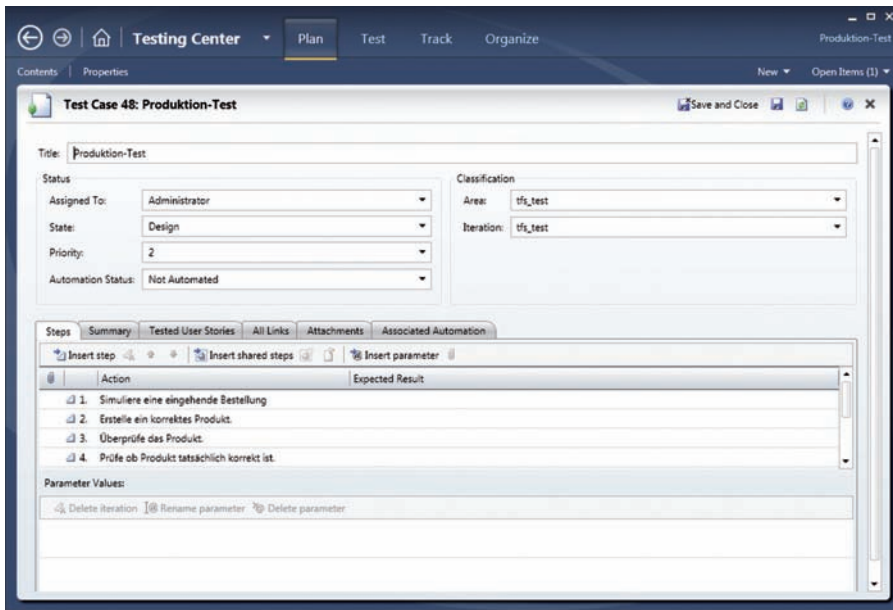 Testing Center Plan Test Track Organize Produktion-Test
Contents | Properties New Open Items (1)
Test Case 48: Produktion-Test Save and Close
Title: Produktion-Test
Status Classification
Assigned To: Administrator Area: tfs_test
State: Design Iteration: tfs_test
Priority: 2
Automation Status: Not Automated
Steps Summary Tested User Stories All Links Attachments Associated Automation
Insert step Insert shared steps Insert parameter
Action Expected Result
1. Simuliere eine eingehende Bestellung
2. Erstelle ein korrektes Produkt.
3. Überprüfe das Produkt.
4. Prüfe ob Produkt tatsächlich korrekt ist.
Parameter Values:
Delete iteration Rename parameter Delete parameter